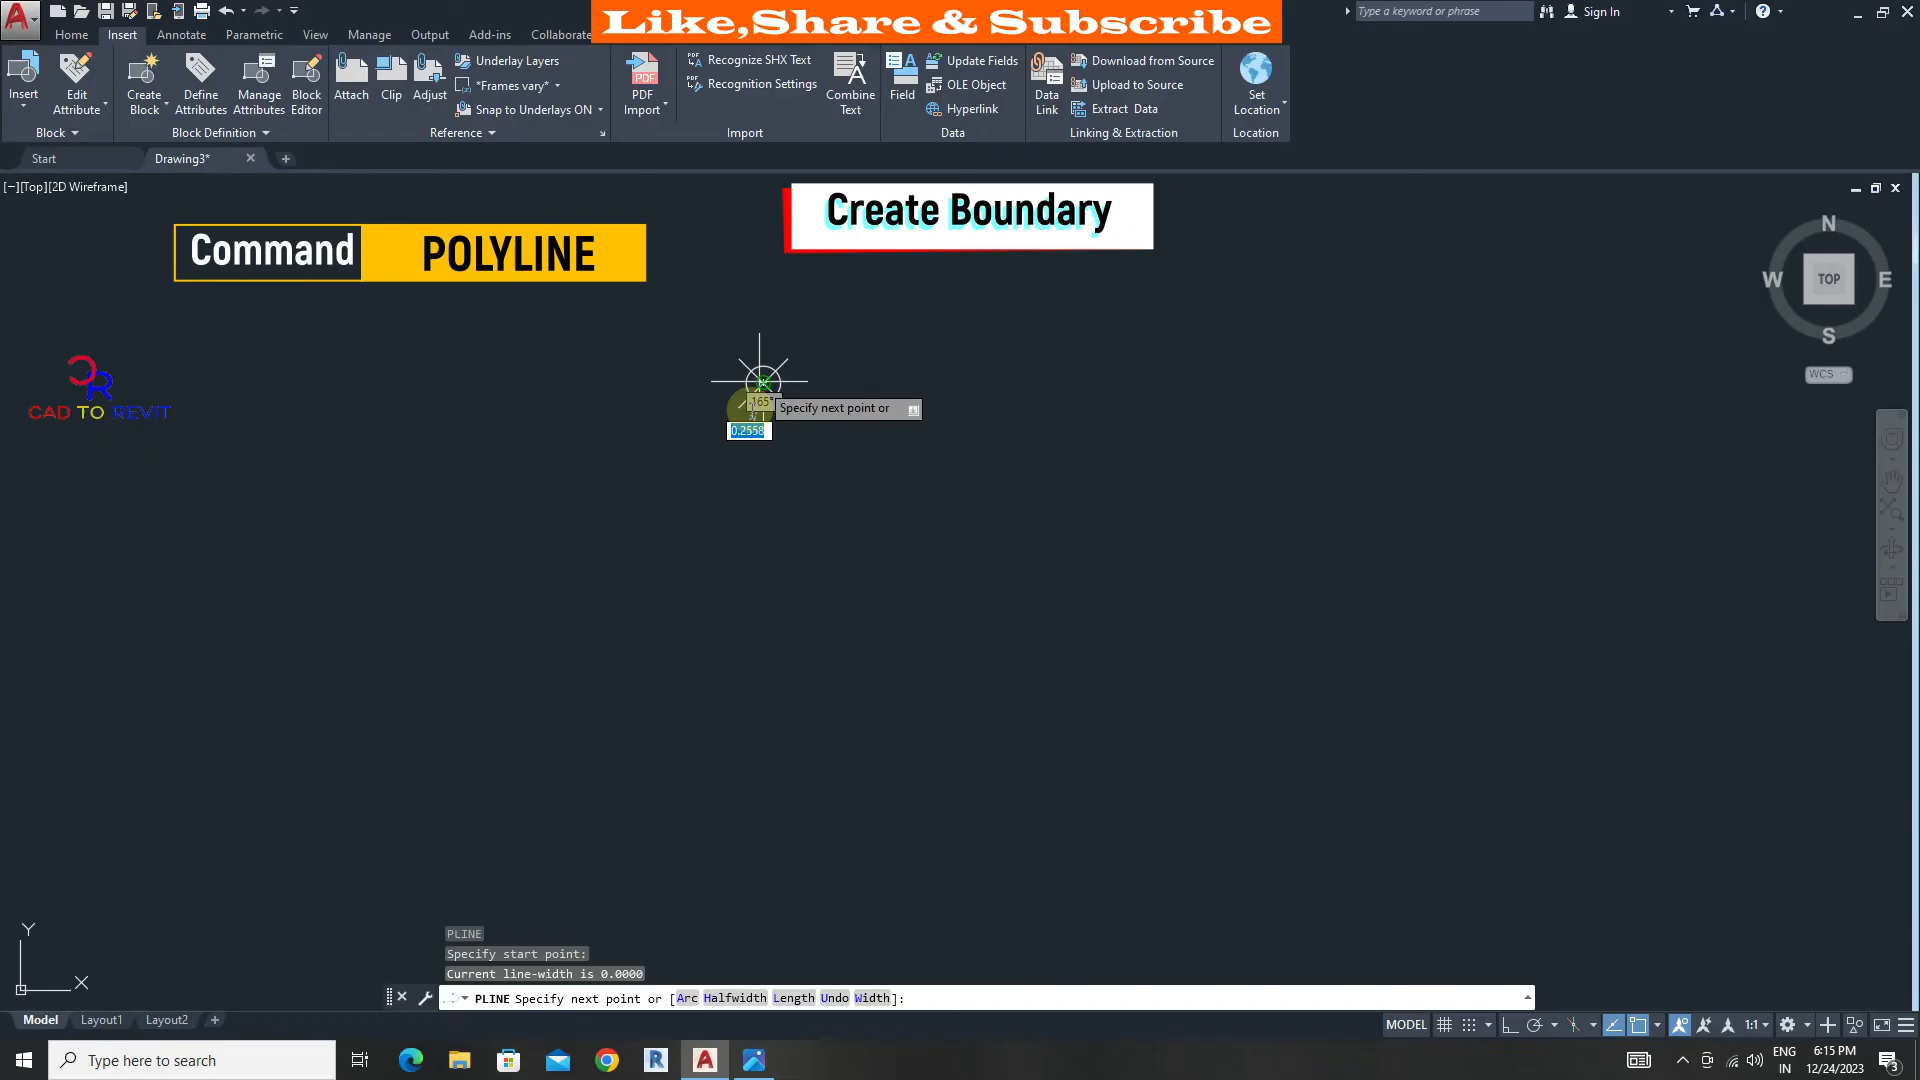 Like,Share & Subscribe
Type a keyword or phrase
Sign In
Home
Insert
Annotate
Parametric
View
Manage
Output
Add-ins
Collaborate
Insert
Edit
Attribute
Create
Block
Define
Attributes
Manage
Attributes
Block
Editor
Attach
Clip
Adjust
Underlay Layers
*Frames vary*
Snap to Underlays ON
PDF
Import
Recognize SHX Text
Recognition Settings
Combine
Text
Field
Update Fields
OLE Object
Hyperlink
Data
Link
Download from Source
Upload to Source
Extract Data
Set
Location
Block
Block Definition
Reference
Import
Data
Linking & Extraction
Location
Start
Drawing3*
[−][Top][2D Wireframe]
Create Boundary
Command
POLYLINE
N
W
TOP
E
S
WCS
CR
CAD TO REVIT
165°
Specify next point or
0.2558
Y
X
PLINE
Specify start point:
Current line-width is 0.0000
PLINE Specify next point or [Arc Halfwidth Length Undo Width]:
Model
Layout1
Layout2
MODEL
1:1
Type here to search
ENG
IN
6:15 PM
12/24/2023
3